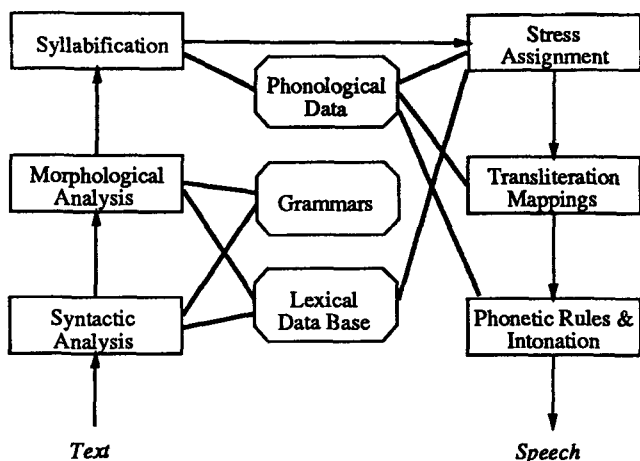 Syllabification
Stress
Assignment
Phonological
Data
Morphological
Analysis
Grammars
Transliteration
Mappings
Syntactic
Analysis
Lexical
Data Base
Phonetic Rules &
Intonation
Text
Speech